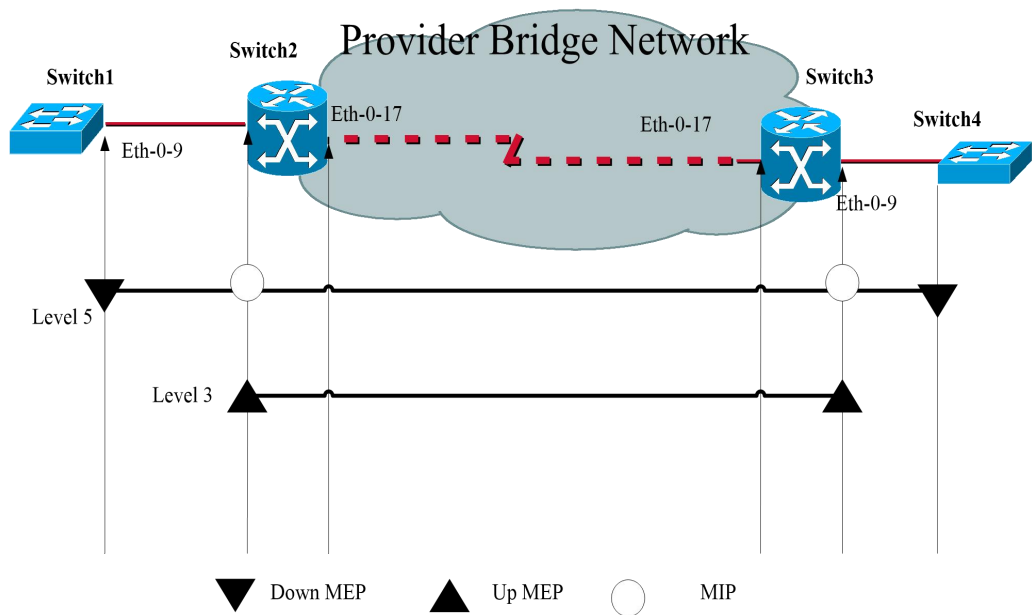 Provider Bridge Network
Switch2
Switch1
Switch3
Eth-0-17
Eth-0-17
Switch4
Eth-0-9
Eth-0-9
Level 5
Level 3
Down MEP
Up MEP
MIP